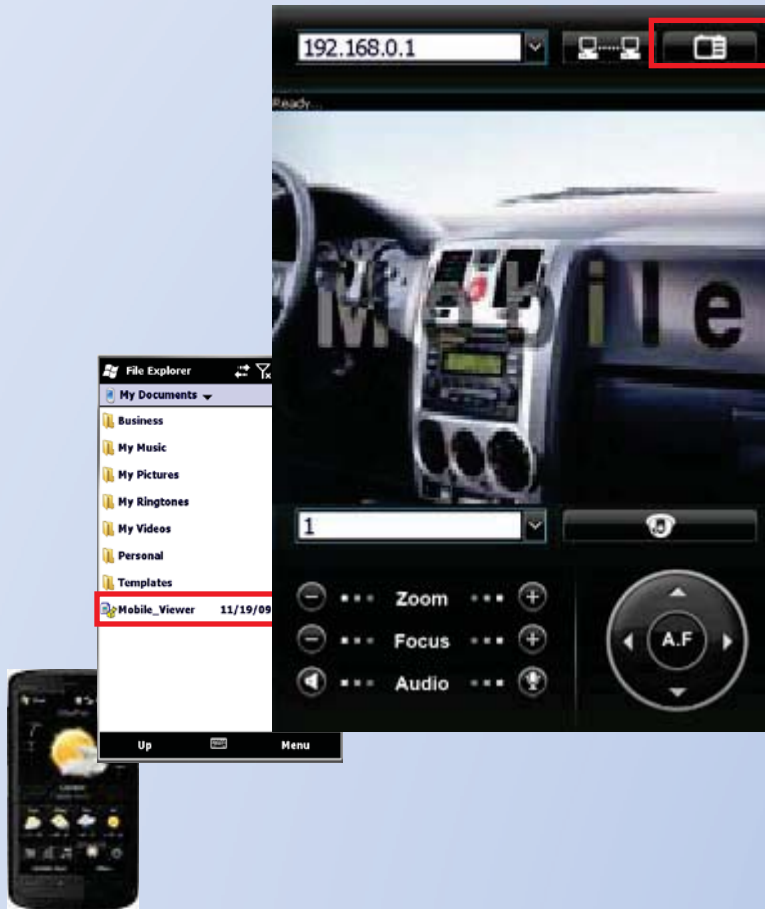 192.168.0.1
Ready...
Mobile
1
Zoom
Focus
A.F
Audio
File Explorer
My Documents
Business
My Music
My Pictures
My Ringtones
My Videos
Personal
Templates
Mobile_Viewer 11/19/09
Up Menu